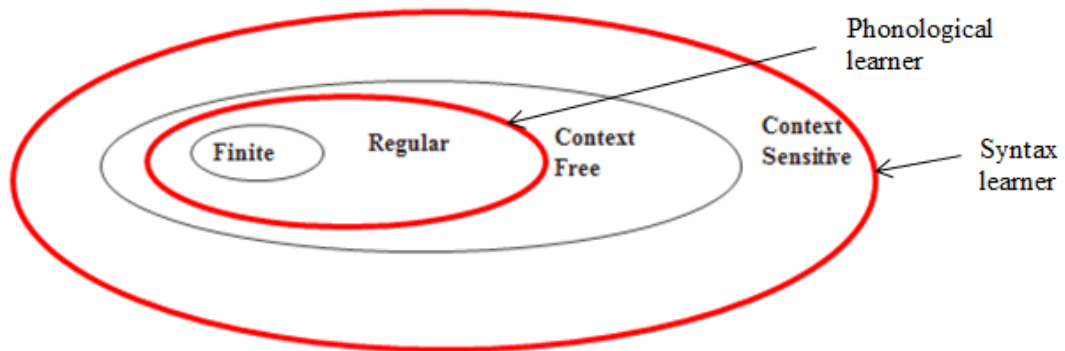 Phonological
learner
Finite
Regular
Context
Free
Context
Sensitive
Syntax
learner